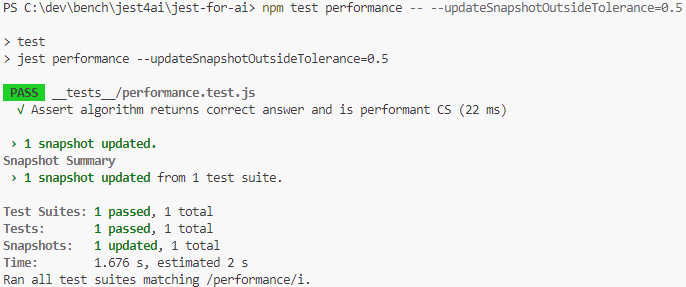 PS C:\dev\bench\jest4ai\jest-for-ai> npm test performance -- --updateSnapshotOutsideTolerance=0.5
> test
> jest performance --updateSnapshotOutsideTolerance=0.5
PASS __tests__/performance.test.js
√ Assert algorithm returns correct answer and is performant CS (22 ms)
› 1 snapshot updated.
Snapshot Summary
› 1 snapshot updated from 1 test suite.
Test Suites: 1 passed, 1 total
Tests: 1 passed, 1 total
Snapshots: 1 updated, 1 total
Time: 1.676 s, estimated 2 s
Ran all test suites matching /performance/i.